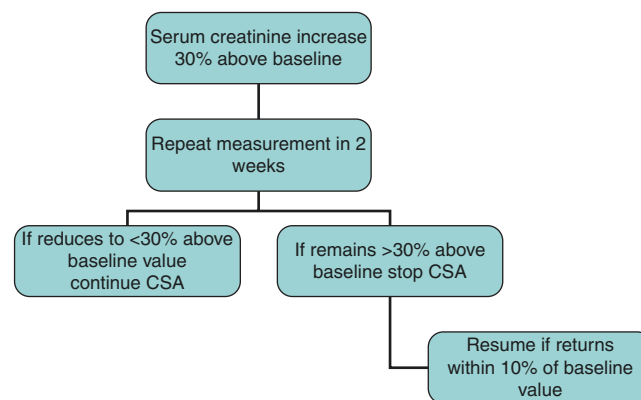 Serum creatinine increase
30% above baseline
Repeat measurement in 2
weeks
If reduces to <30% above
baseline value
continue CSA
If remains >30% above
baseline stop CSA
Resume if returns
within 10% of baseline
value